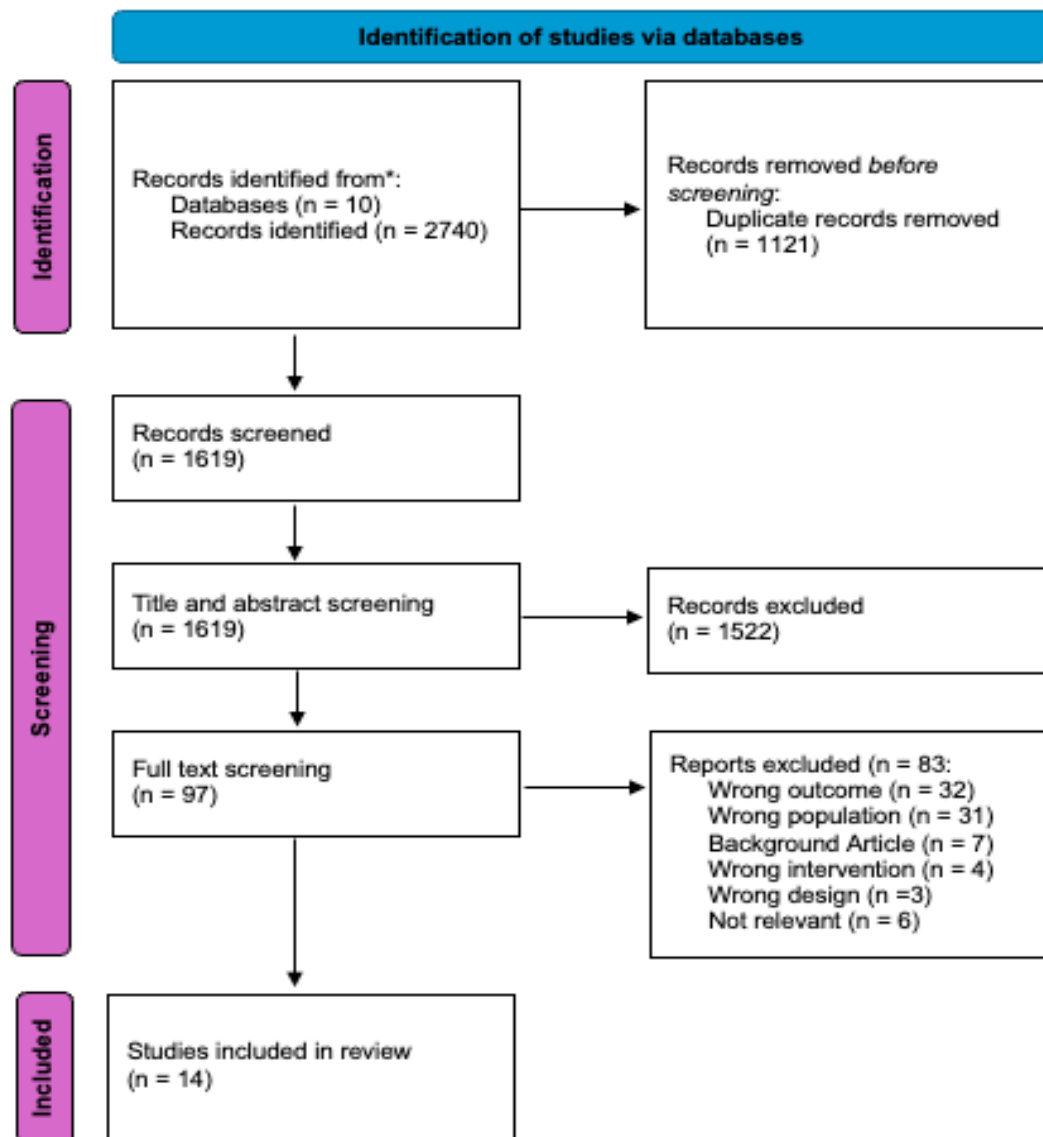 Identification of studies via databases
Identification
Records identified from*:
Databases (n = 10)
Records identified (n = 2740)
Records removed before
screening:
Duplicate records removed
(n = 1121)
Screening
Records screened
(n = 1619)
Title and abstract screening
(n = 1619)
Records excluded
(n = 1522)
Full text screening
(n = 97)
Reports excluded (n = 83:
Wrong outcome (n = 32)
Wrong population (n = 31)
Background Article (n = 7)
Wrong intervention (n = 4)
Wrong design (n =3)
Not relevant (n = 6)
Included
Studies included in review
(n = 14)